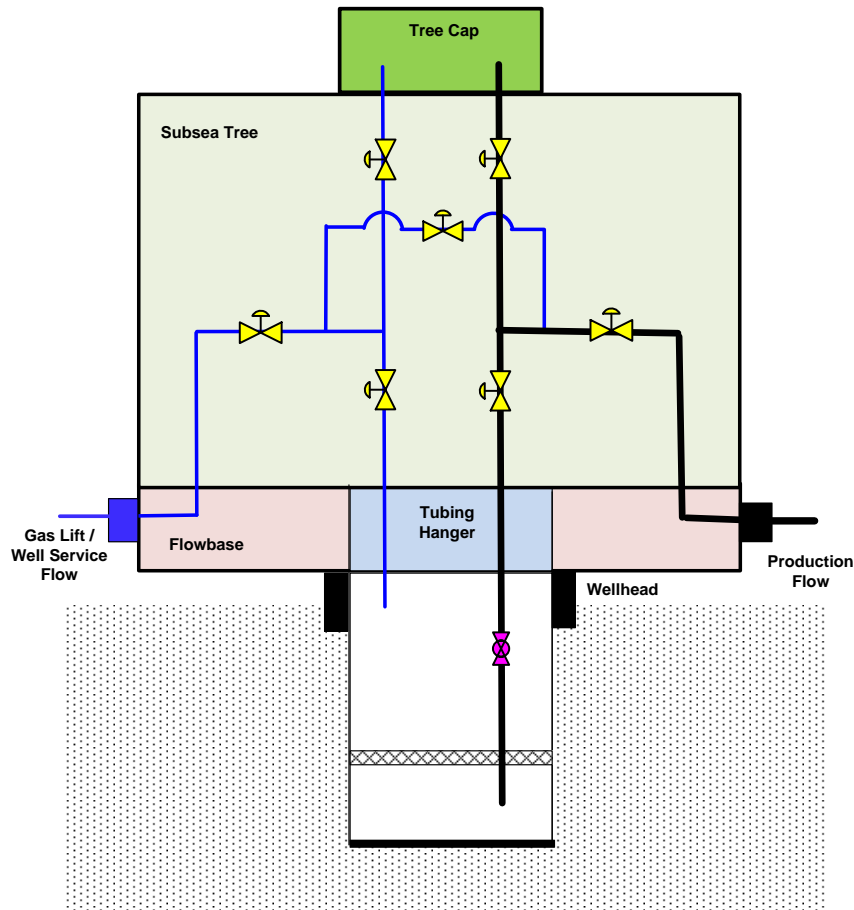 Tree Cap
Subsea Tree
Tubing
Hanger
Flowbase
Gas Lift /
Well Service
Flow
Wellhead
Production
Flow